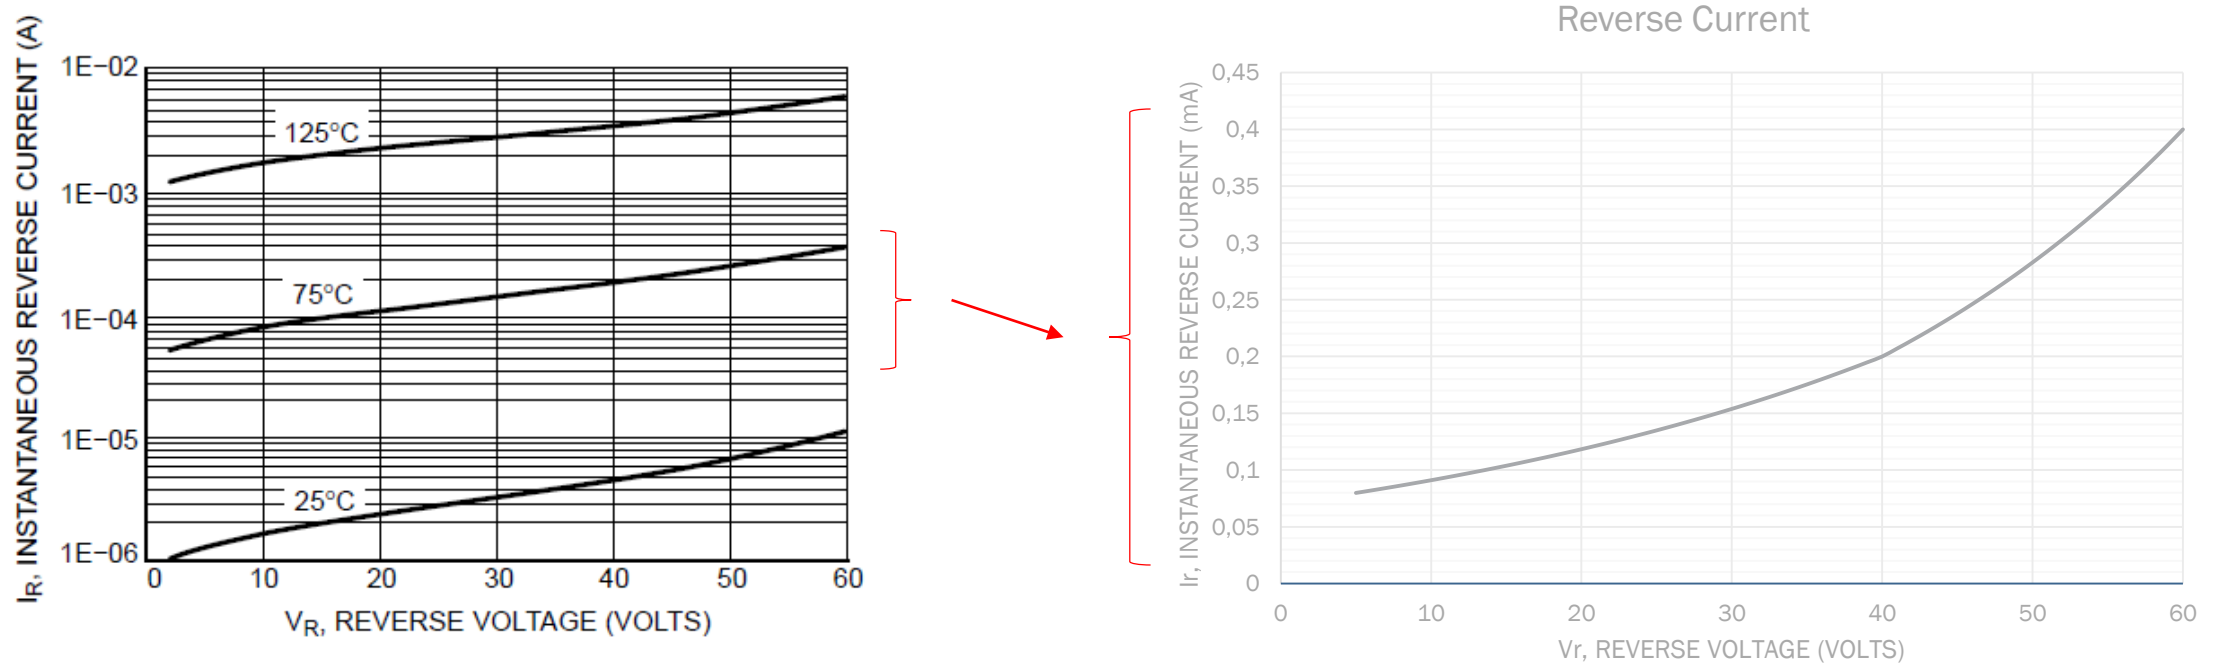 I_R, INSTANTANEOUS REVERSE CURRENT (A)
1E−02
1E−03
1E−04
1E−05
1E−06
125°C
75°C
25°C
0 10 20 30 40 50 60
V_R, REVERSE VOLTAGE (VOLTS)
Reverse Current
Ir, INSTANTANEOUS REVERSE CURRENT (mA)
0,45
0,4
0,35
0,3
0,25
0,2
0,15
0,1
0,05
0
0 10 20 30 40 50 60
Vr, REVERSE VOLTAGE (VOLTS)